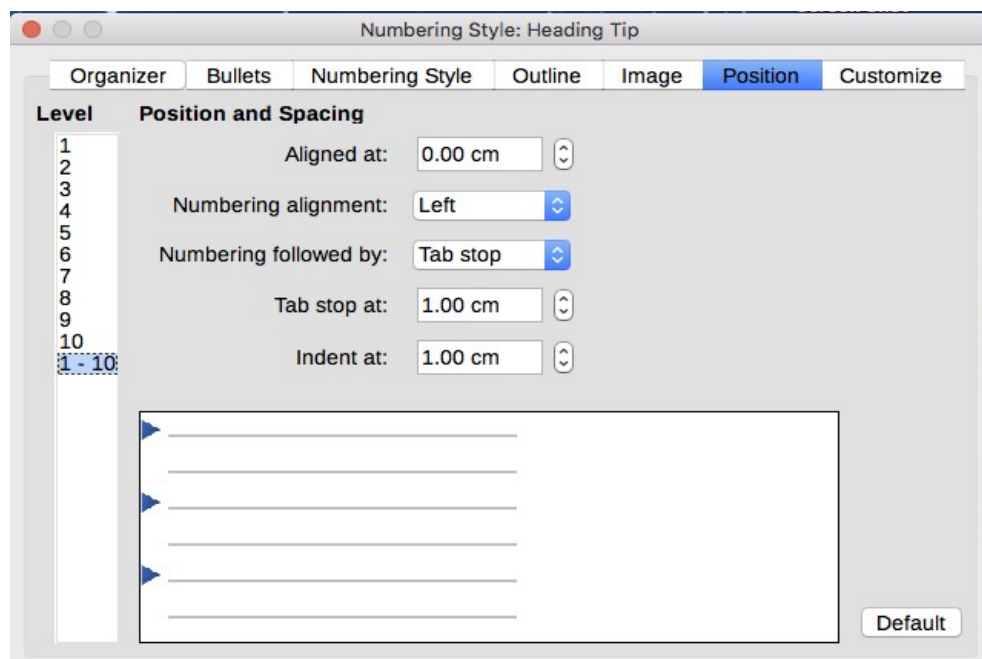 Numbering Style: Heading Tip
Organizer Bullets Numbering Style Outline Image Position Customize
Level Position and Spacing
1
2
3
4
5
6
7
8
9
10
1 - 10
Aligned at: 0.00 cm
Numbering alignment: Left
Numbering followed by: Tab stop
Tab stop at: 1.00 cm
Indent at: 1.00 cm
Default